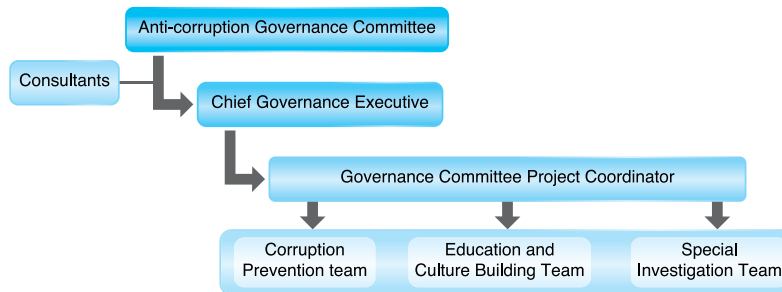 Anti-corruption Governance Committee
Consultants
Chief Governance Executive
Governance Committee Project Coordinator
Corruption
Prevention team
Education and
Culture Building Team
Special
Investigation Team